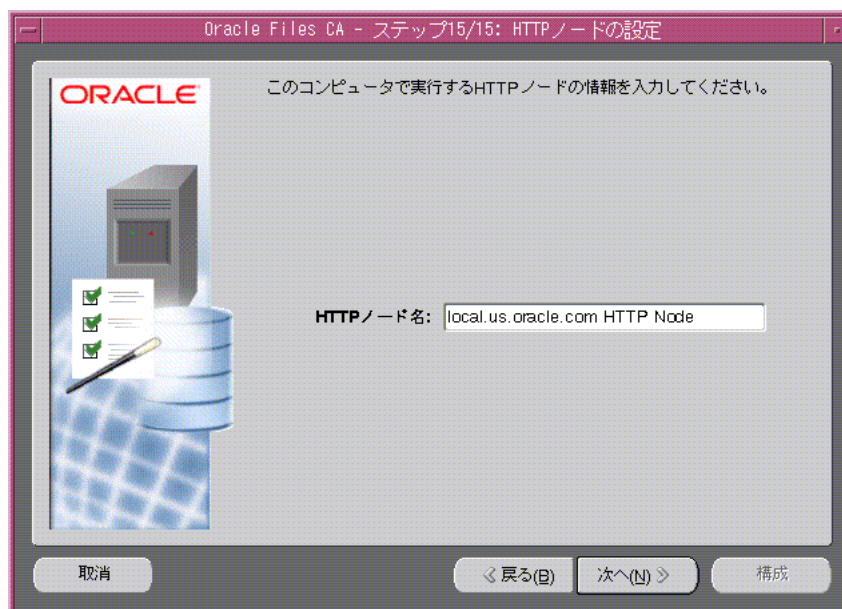 Oracle Files CA - ステップ15/15: HTTPノードの設定
ORACLE
このコンピュータで実行するHTTPノードの情報を入力してください。
HTTPノード名: local.us.oracle.com HTTP Node
取消 戻る(B) 次へ(N) 構成